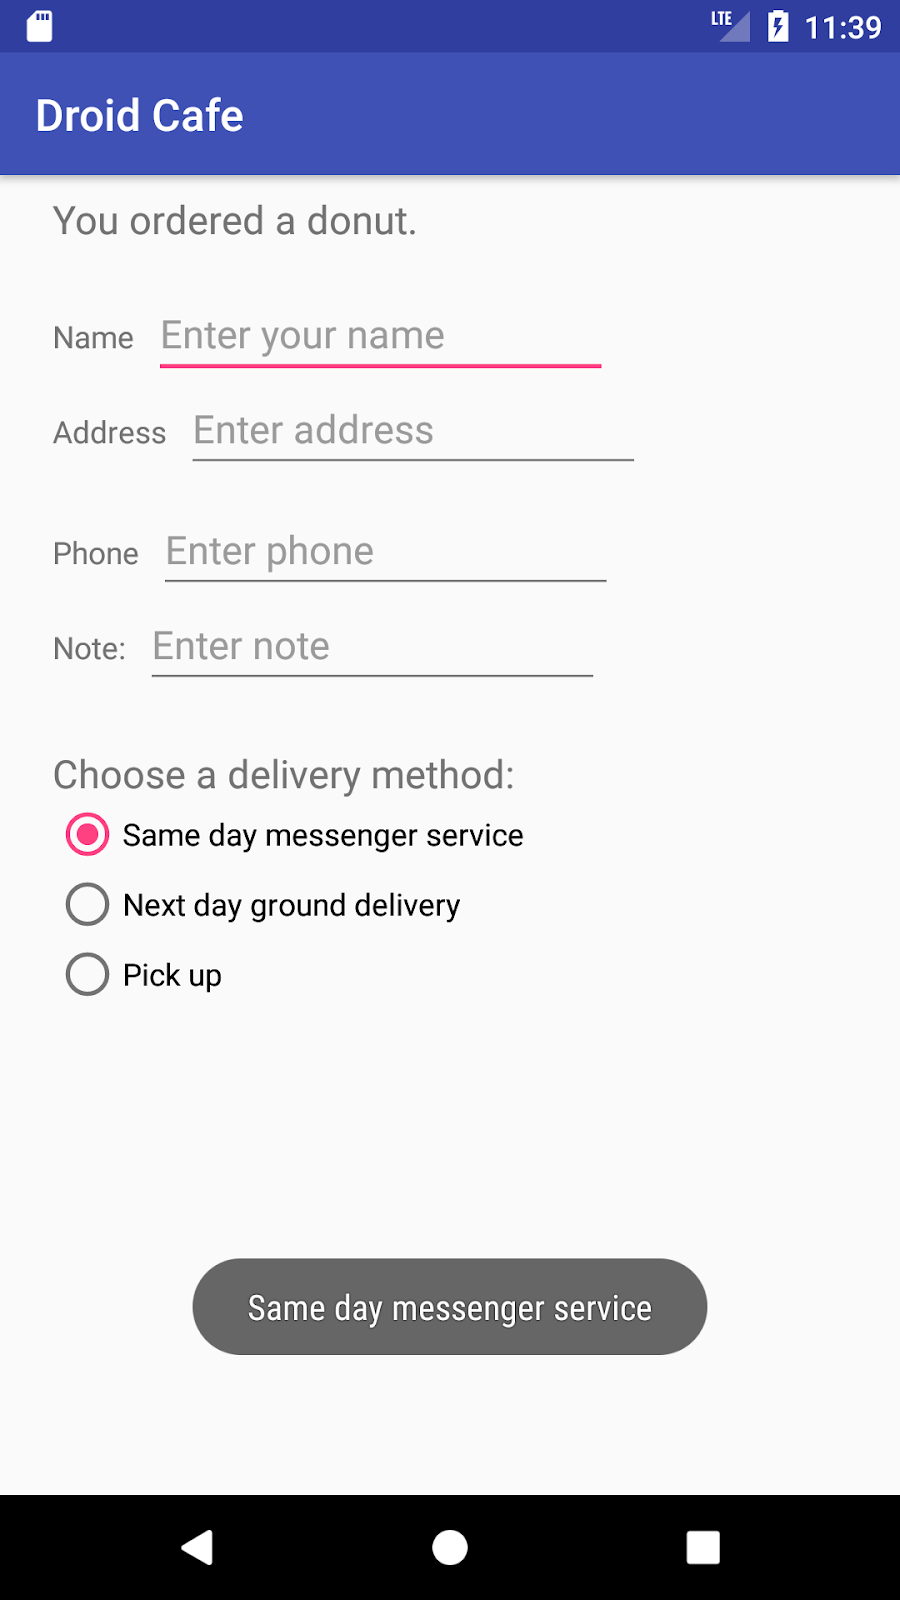 LTE 11:39
Droid Cafe
You ordered a donut.
Name Enter your name
Address Enter address
Phone Enter phone
Note: Enter note
Choose a delivery method:
Same day messenger service
Next day ground delivery
Pick up
Same day messenger service